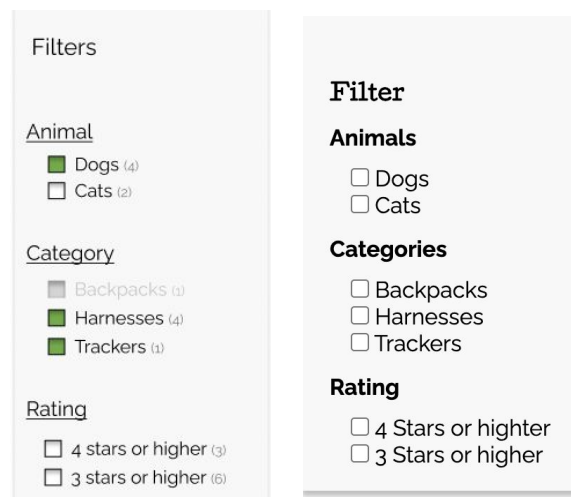 Filters
Animal
Dogs (4)
Cats (2)
Category
Backpacks (1)
Harnesses (4)
Trackers (1)
Rating
4 stars or higher (3)
3 stars or higher (6)
Filter
Animals
Dogs
Cats
Categories
Backpacks
Harnesses
Trackers
Rating
4 Stars or highter
3 Stars or higher